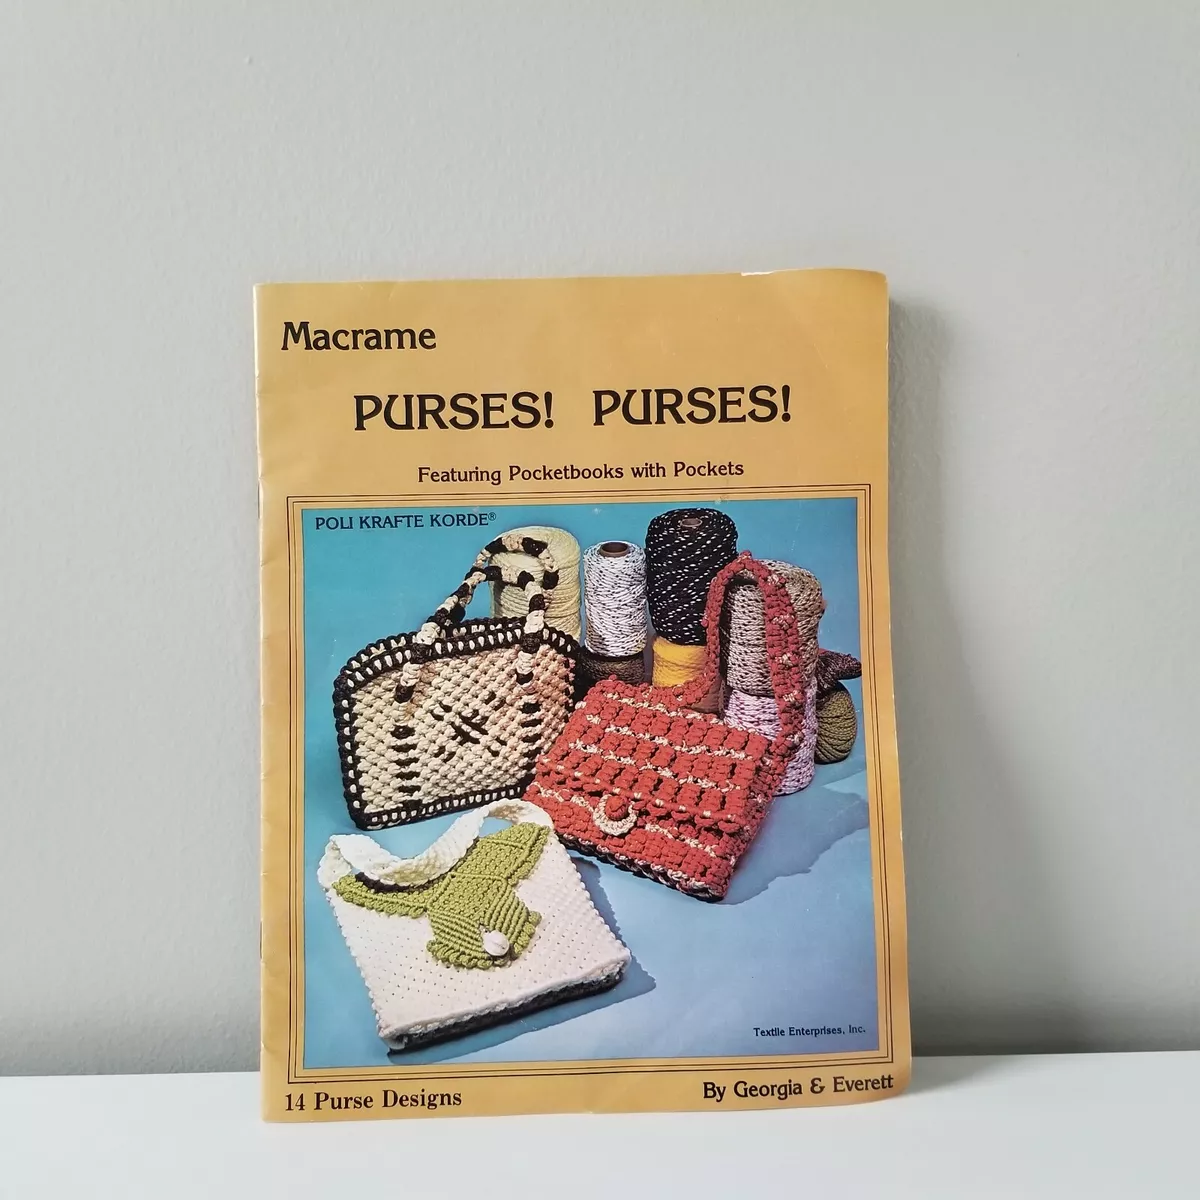 Macrame
PURSES! PURSES!
Featuring Pocketbooks with Pockets
POLI KRAFTE KORDE®
Textile Enterprises, Inc.
14 Purse Designs
By Georgia & Everett